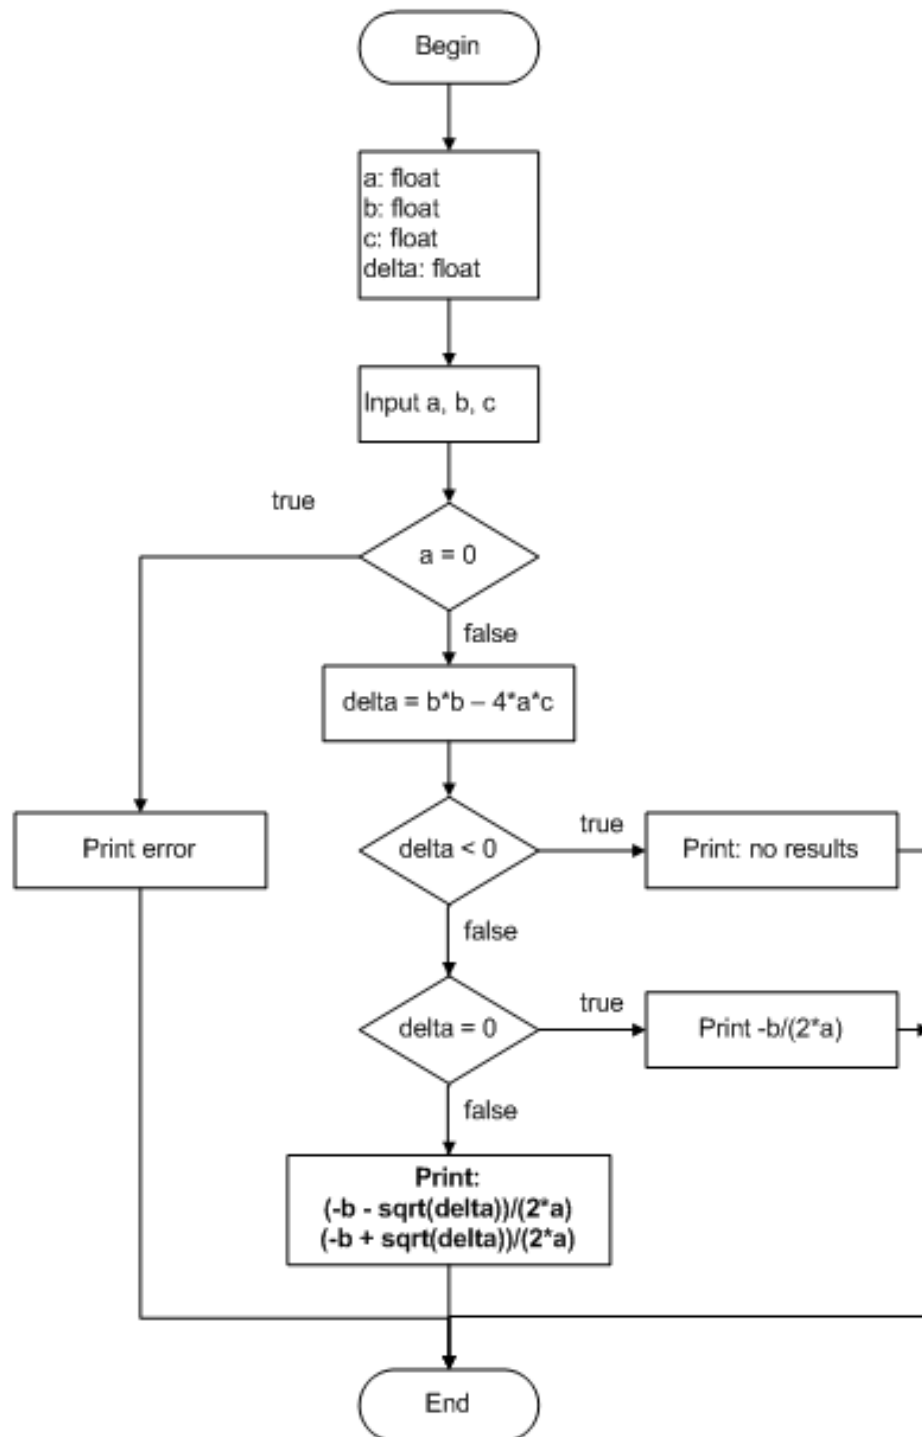 Begin
a: float
b: float
c: float
delta: float
Input a, b, c
true
a = 0
false
delta = b*b – 4*a*c
Print error
delta < 0
true
Print: no results
false
delta = 0
true
Print -b/(2*a)
false
Print:
(-b - sqrt(delta))/(2*a)
(-b + sqrt(delta))/(2*a)
End